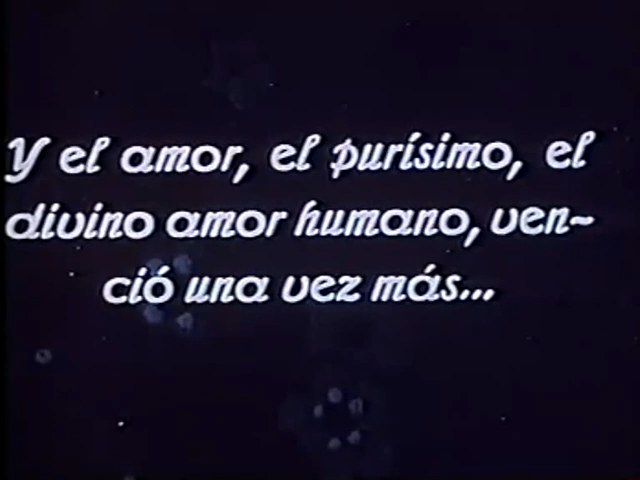 Y el amor, el purísimo, el
divino amor humano, ven~
ció una vez más...